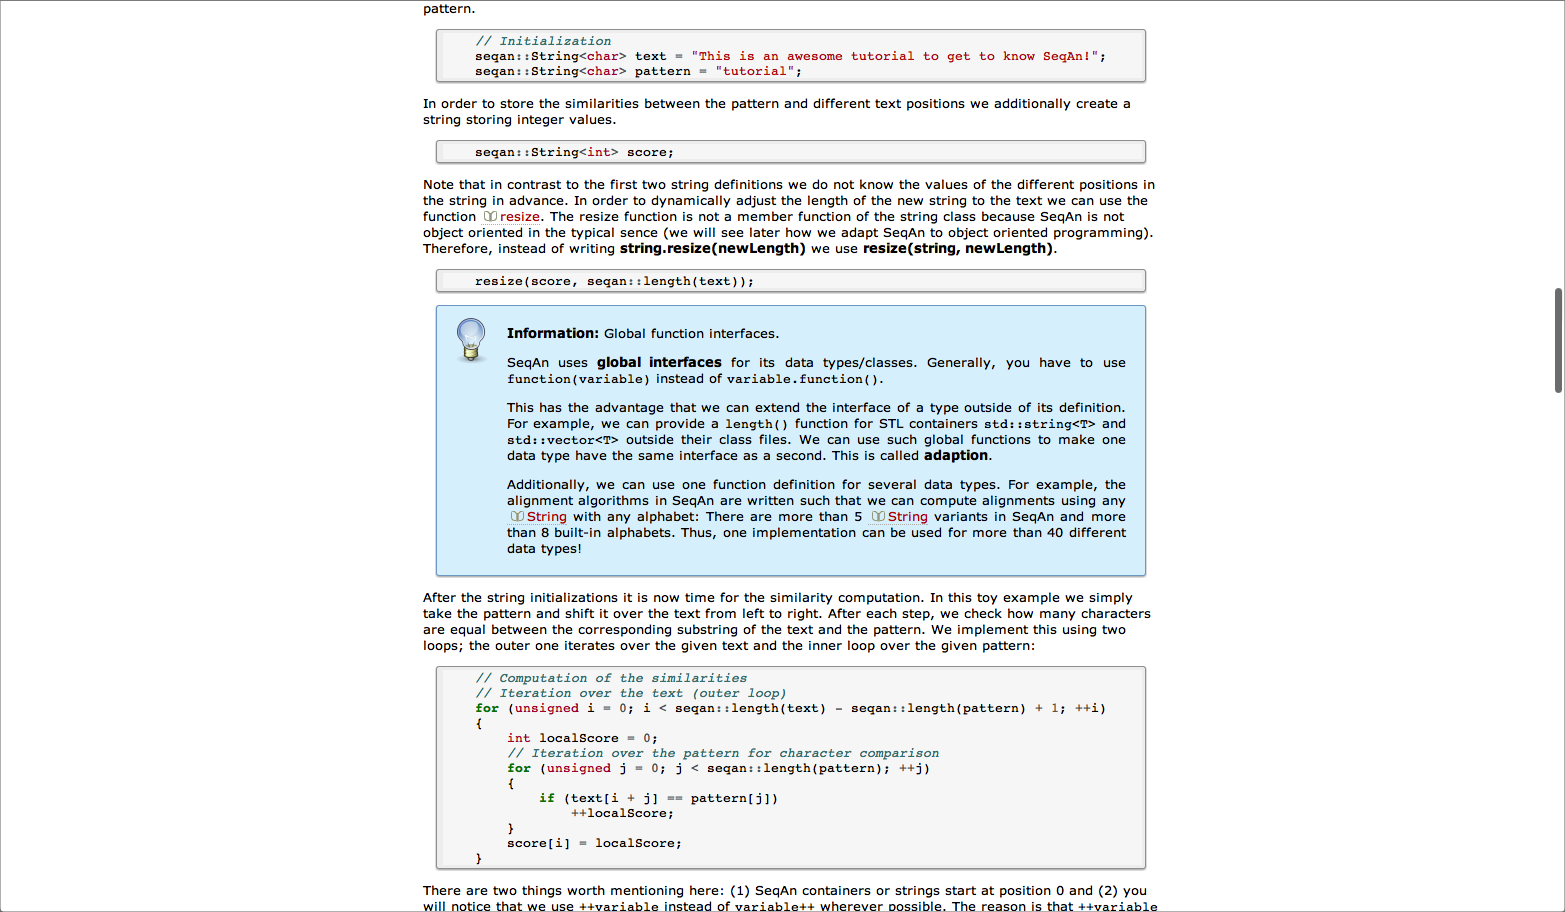 pattern.
// Initialization
seqan::String<char> text = "This is an awesome tutorial to get to know SeqAn!";
seqan::String<char> pattern = "tutorial";
In order to store the similarities between the pattern and different text positions we additionally create a
string storing integer values.
seqan::String<int> score;
Note that in contrast to the first two string definitions we do not know the values of the different positions in
the string in advance. In order to dynamically adjust the length of the new string to the text we can use the
function resize. The resize function is not a member function of the string class because SeqAn is not
object oriented in the typical sence (we will see later how we adapt SeqAn to object oriented programming).
Therefore, instead of writing string.resize(newLength) we use resize(string, newLength).
resize(score, seqan::length(text));
Information: Global function interfaces.
SeqAn uses global interfaces for its data types/classes. Generally, you have to use
function(variable) instead of variable.function().
This has the advantage that we can extend the interface of a type outside of its definition.
For example, we can provide a length() function for STL containers std::string<T> and
std::vector<T> outside their class files. We can use such global functions to make one
data type have the same interface as a second. This is called adaption.
Additionally, we can use one function definition for several data types. For example, the
alignment algorithms in SeqAn are written such that we can compute alignments using any
String with any alphabet: There are more than 5 String variants in SeqAn and more
than 8 built-in alphabets. Thus, one implementation can be used for more than 40 different
data types!
After the string initializations it is now time for the similarity computation. In this toy example we simply
take the pattern and shift it over the text from left to right. After each step, we check how many characters
are equal between the corresponding substring of the text and the pattern. We implement this using two
loops; the outer one iterates over the given text and the inner loop over the given pattern:
// Computation of the similarities
// Iteration over the text (outer loop)
for (unsigned i = 0; i < seqan::length(text) - seqan::length(pattern) + 1; ++i)
{
int localScore = 0;
// Iteration over the pattern for character comparison
for (unsigned j = 0; j < seqan::length(pattern); ++j)
{
if (text[i + j] == pattern[j])
++localScore;
}
score[i] = localScore;
}
There are two things worth mentioning here: (1) SeqAn containers or strings start at position 0 and (2) you
will notice that we use ++variable instead of variable++ wherever possible. The reason is that ++variable